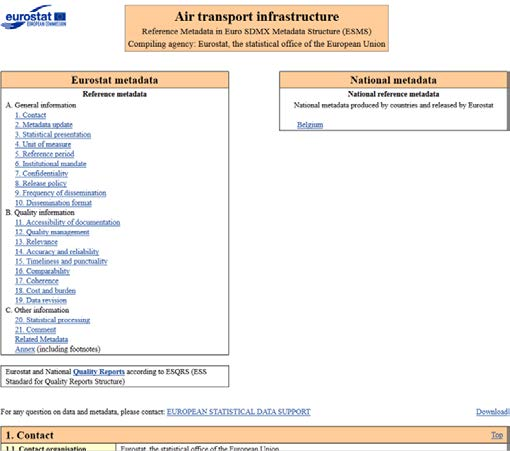 eurostat
EUROPEAN COMMISSION
Air transport infrastructure
Reference Metadata in Euro SDMX Metadata Structure (ESMS)
Compiling agency: Eurostat, the statistical office of the European Union
Eurostat metadata
Reference metadata
A. General information
1. Contact
2. Metadata update
3. Statistical presentation
4. Unit of measure
5. Reference period
6. Institutional mandate
7. Confidentiality
8. Release policy
9. Frequency of dissemination
10. Dissemination format
B. Quality information
11. Accessibility of documentation
12. Quality management
13. Relevance
14. Accuracy and reliability
15. Timeliness and punctuality
16. Comparability
17. Coherence
18. Cost and burden
19. Data revision
C. Other information
20. Statistical processing
21. Comment
Related Metadata
Annex (including footnotes)
National metadata
National reference metadata
National metadata produced by countries and released by Eurostat
Belgium
Eurostat and National Quality Reports according to ESQRS (ESS
Standard for Quality Reports Structure)
For any question on data and metadata, please contact: EUROPEAN STATISTICAL DATA SUPPORT
Download
1. Contact
Top
1.1. Contact organisation
Eurostat, the statistical office of the European Union